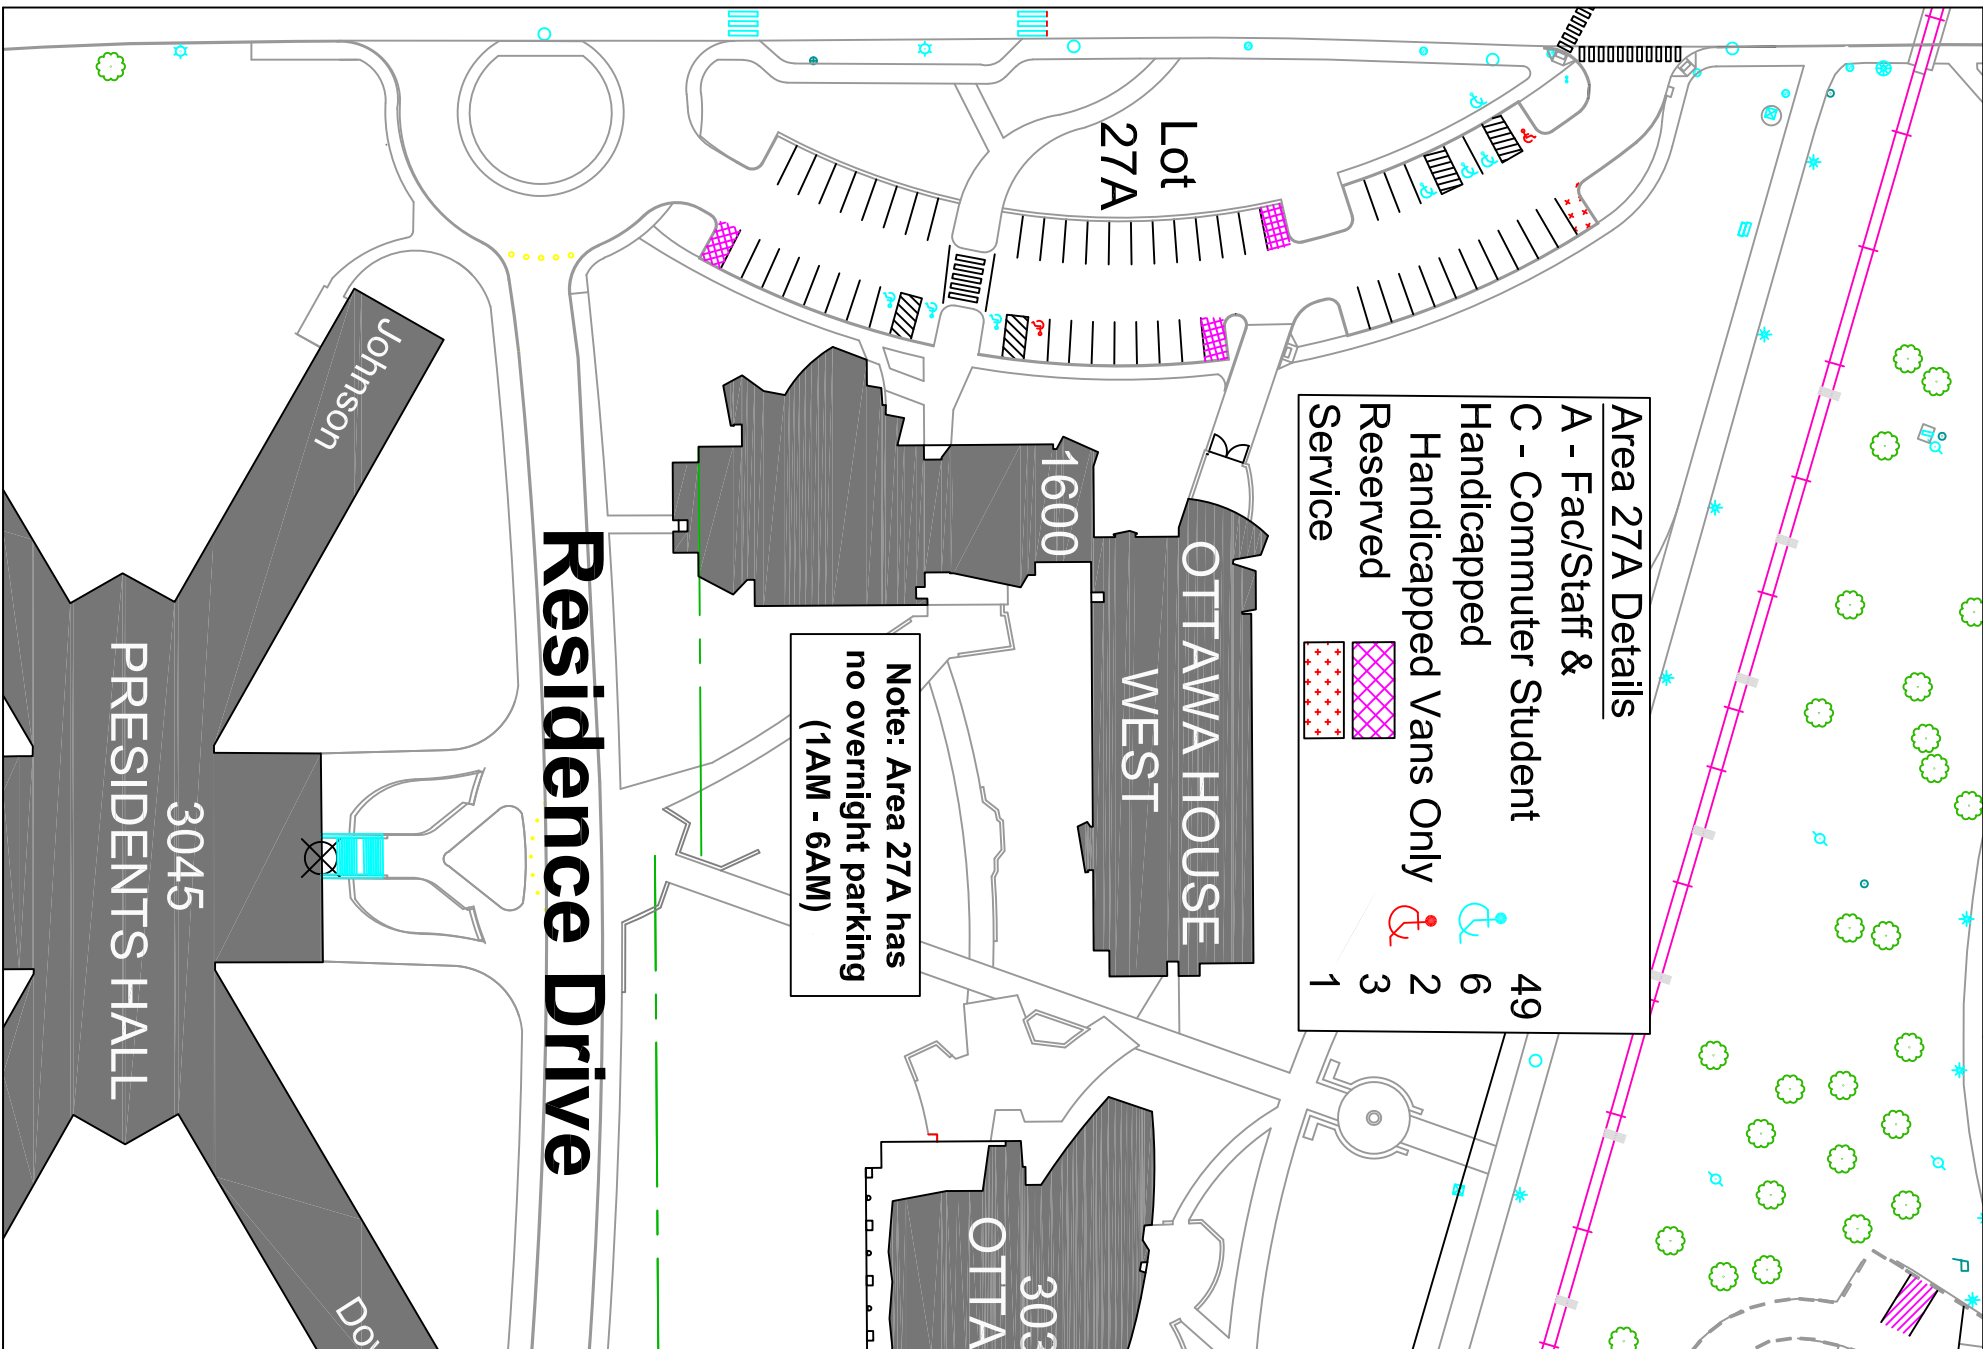 Lot
27A
Area 27A Details
A - Fac/Staff &
C - Commuter Student 49
Handicapped 6
Handicapped Vans Only 2
Reserved 3
Service 1
1600
OTTAWA HOUSE
WEST
Note: Area 27A has
no overnight parking
(1AM - 6AM)
Residence Drive
Johnson
3045
PRESIDENTS HALL
303
OTTA
Dov